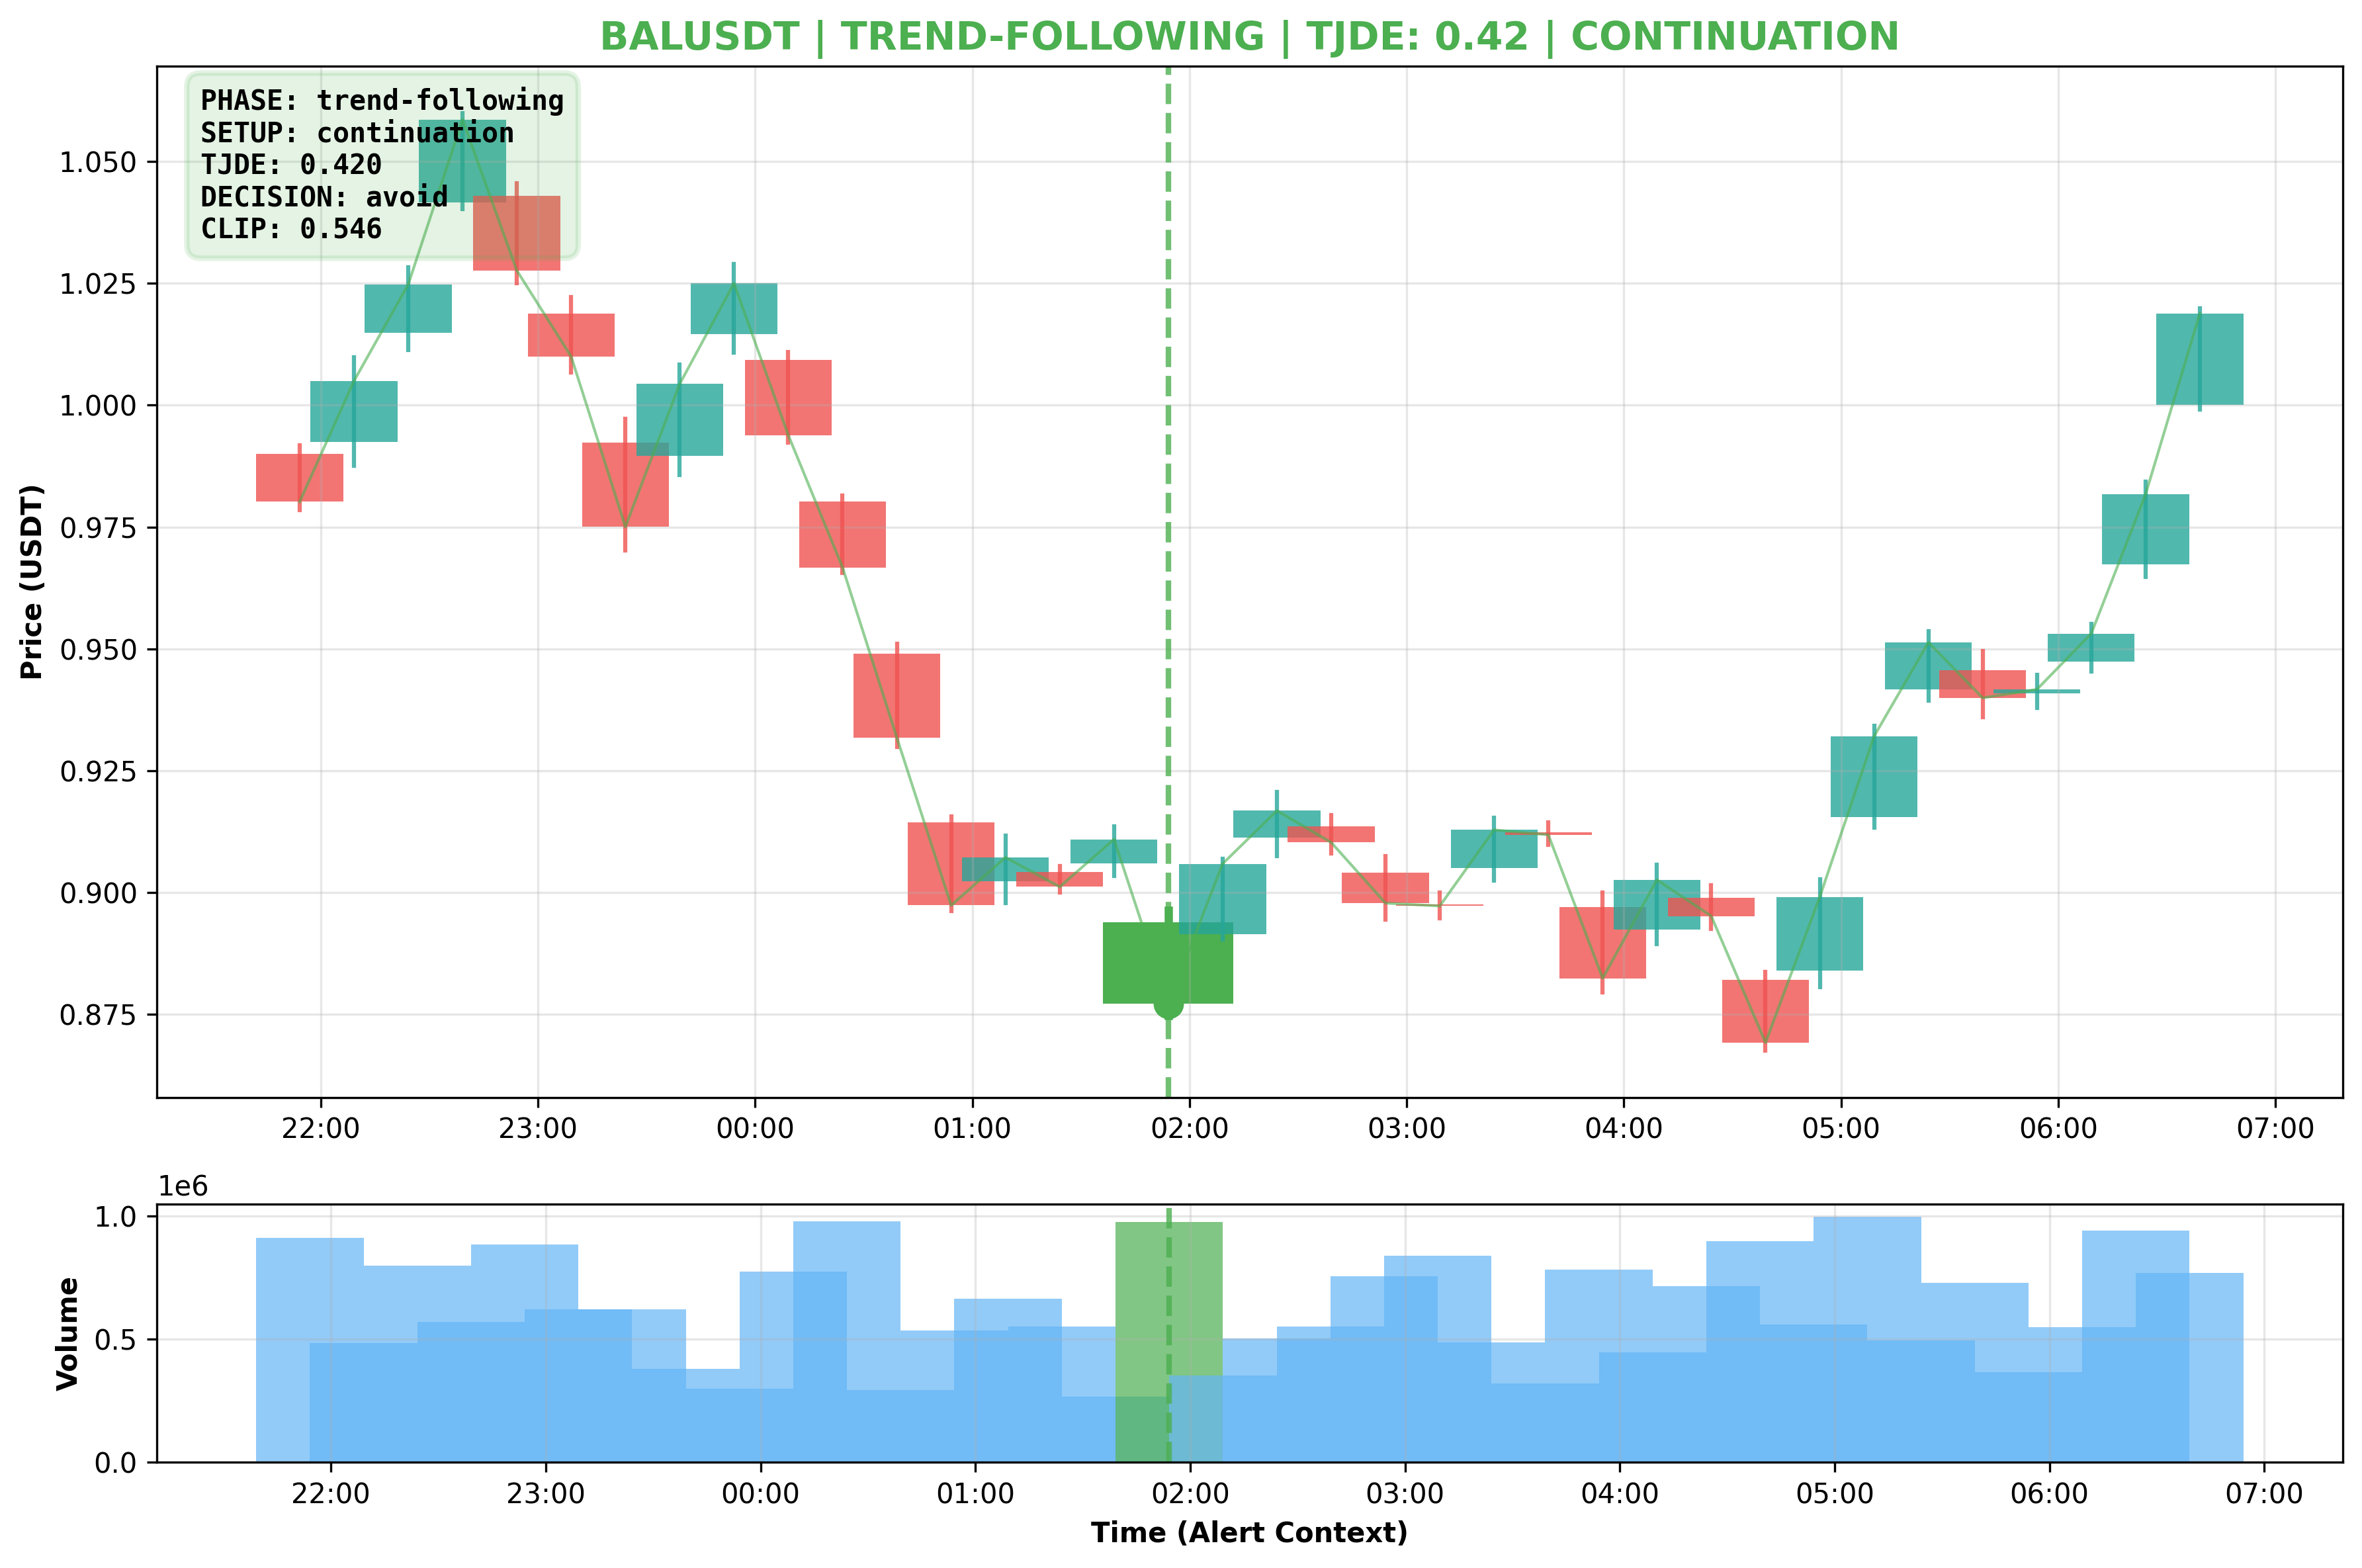 BALUSDT | TREND-FOLLOWING | TJDE: 0.42 | CONTINUATION
PHASE: trend-following
SETUP: continuation
TJDE: 0.420
DECISION: avoid
CLIP: 0.546
Price (USDT)
1.050
1.025
1.000
0.975
0.950
0.925
0.900
0.875
22:00 23:00 00:00 01:00 02:00 03:00 04:00 05:00 06:00 07:00
1e6
Volume
1.0
0.5
0.0
22:00 23:00 00:00 01:00 02:00 03:00 04:00 05:00 06:00 07:00
Time (Alert Context)